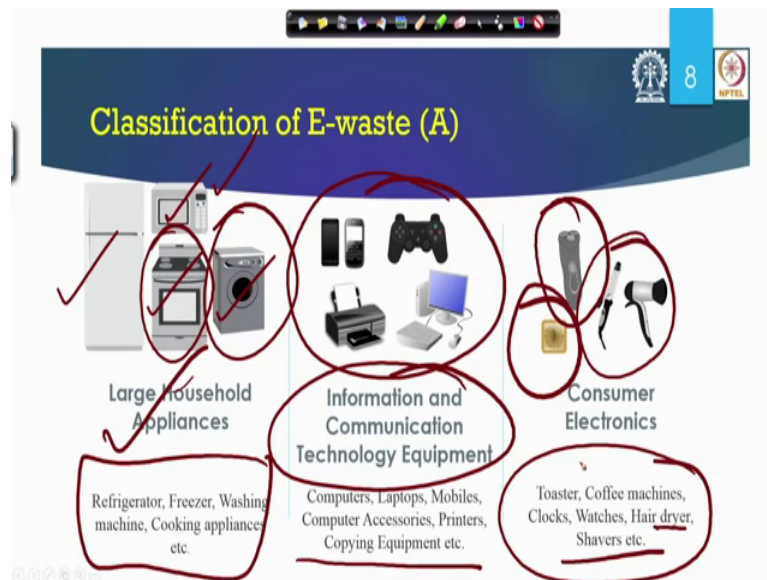 8
NPTEL
Classification of E-waste (A)
Large Household
Appliances
Refrigerator, Freezer, Washing
machine, Cooking appliances
etc.
Information and
Communication
Technology Equipment
Computers, Laptops, Mobiles,
Computer Accessories, Printers,
Copying Equipment etc.
Consumer
Electronics
Toaster, Coffee machines,
Clocks, Watches, Hair dryer,
Shavers etc.